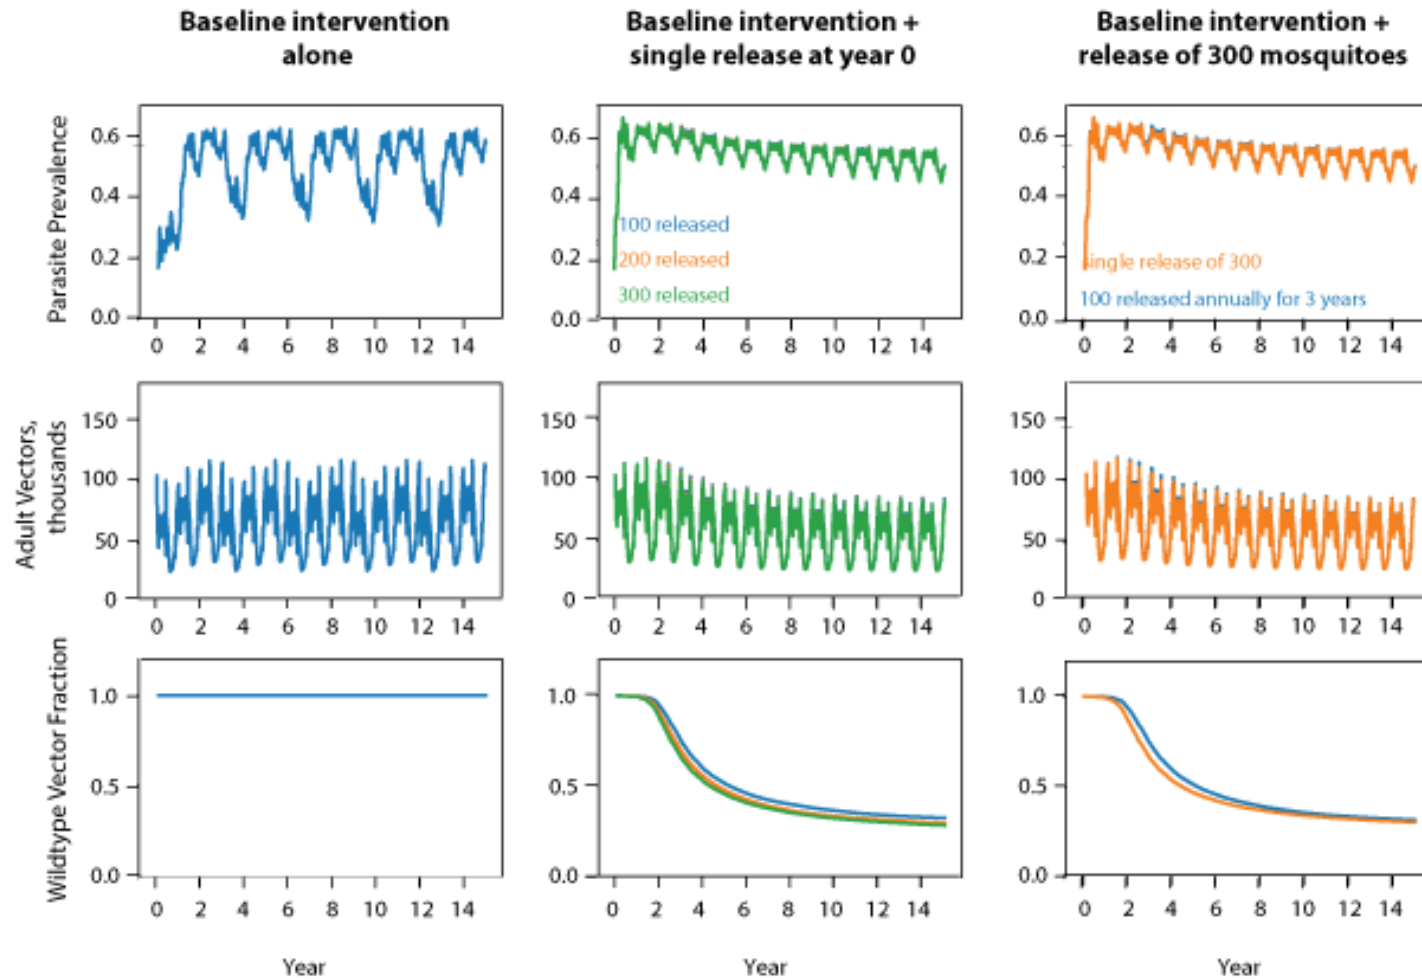 Baseline intervention
alone
Baseline intervention +
single release at year 0
Baseline intervention +
release of 300 mosquitoes
Parasite Prevalence
0.6
0.4
0.2
0.0
0 2 4 6 8 10 12 14
0.6
0.4
0.2
0.0
100 released
200 released
300 released
0 2 4 6 8 10 12 14
0.6
0.4
0.2
0.0
single release of 300
100 released annually for 3 years
0 2 4 6 8 10 12 14
Adult Vectors,
thousands
150
100
50
0
0 2 4 6 8 10 12 14
150
100
50
0
0 2 4 6 8 10 12 14
150
100
50
0
0 2 4 6 8 10 12 14
Wildtype Vector Fraction
1.0
0.5
0.0
0 2 4 6 8 10 12 14
Year
1.0
0.5
0.0
0 2 4 6 8 10 12 14
Year
1.0
0.5
0.0
0 2 4 6 8 10 12 14
Year